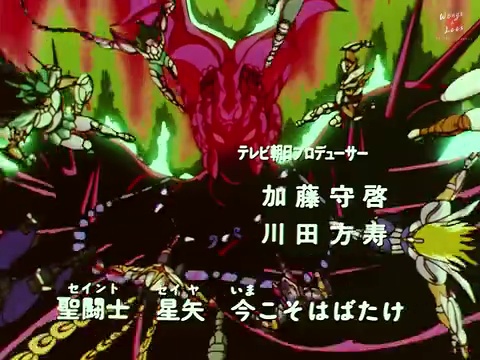 Wings
Lees
テレビ朝日プロデューサー
加藤守啓
川田方寿
セイント セイヤ いま
聖闘士 星矢 今こそはばたけ